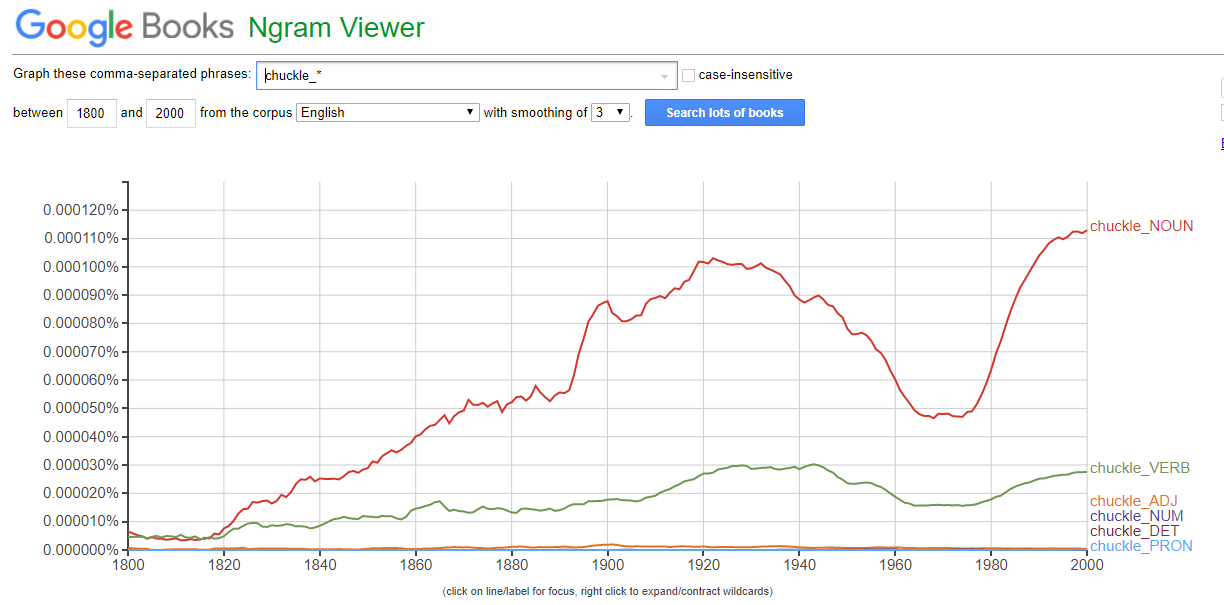 Google Books Ngram Viewer
Graph these comma-separated phrases: chuckle_* case-insensitive
between 1800 and 2000 from the corpus English with smoothing of 3 . Search lots of books
0.000120%
0.000110%
0.000100%
0.000090%
0.000080%
0.000070%
0.000060%
0.000050%
0.000040%
0.000030%
0.000020%
0.000010%
0.000000%
chuckle_NOUN
chuckle_VERB
chuckle_ADJ
chuckle_NUM
chuckle_DET
chuckle_PRON
1800 1820 1840 1860 1880 1900 1920 1940 1960 1980 2000
(click on line/label for focus, right click to expand/contract wildcards)